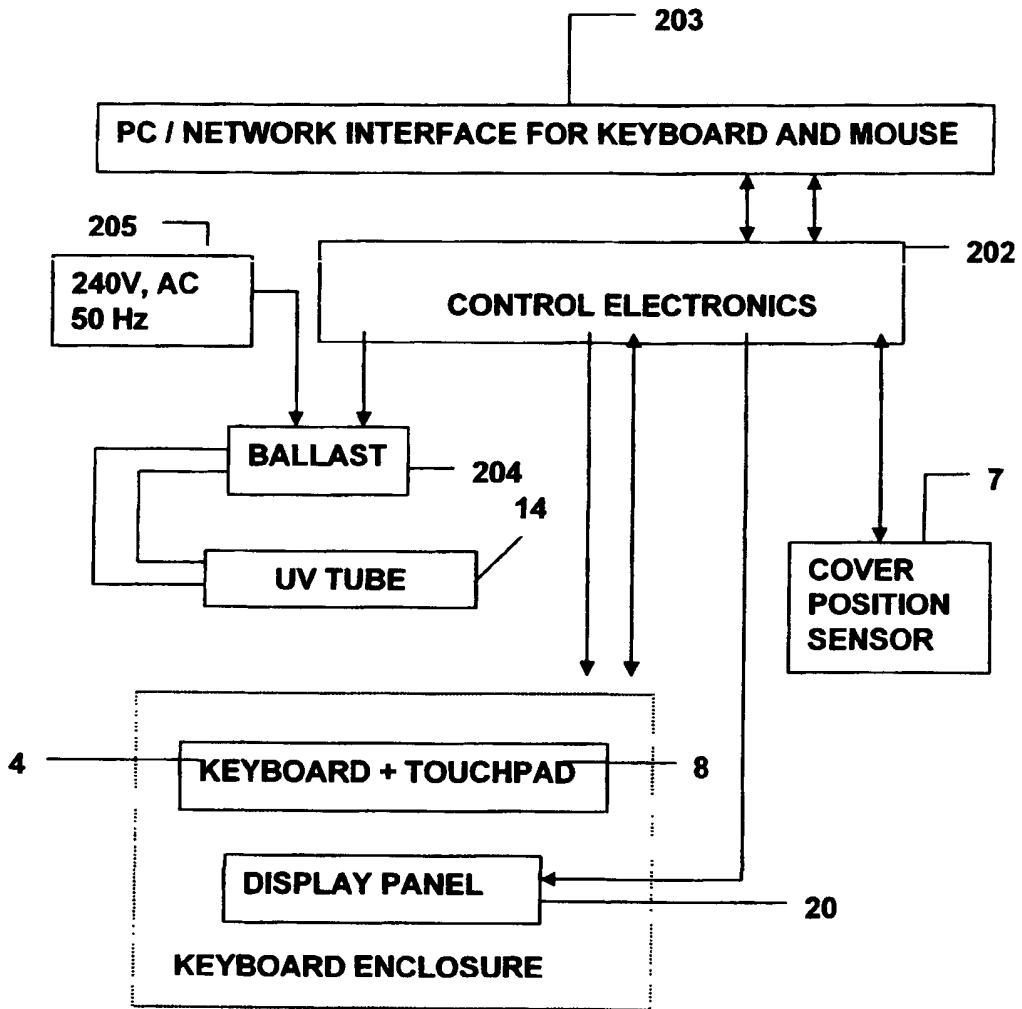 203
PC / NETWORK INTERFACE FOR KEYBOARD AND MOUSE
205
202
240V, AC
50 Hz
CONTROL ELECTRONICS
BALLAST
204
14
7
UV TUBE
COVER
POSITION
SENSOR
4
KEYBOARD + TOUCHPAD
8
DISPLAY PANEL
20
KEYBOARD ENCLOSURE